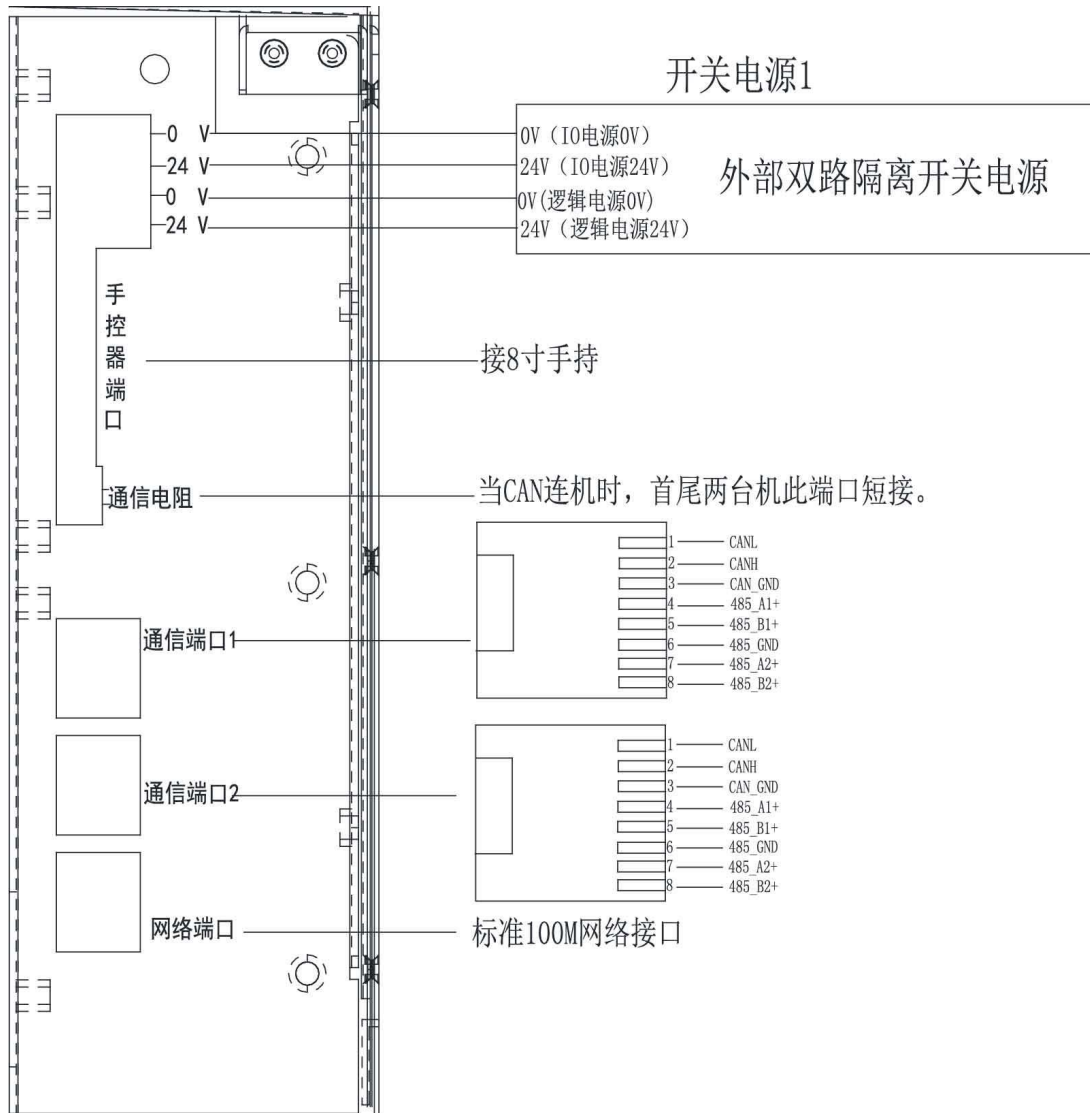 开关电源1
0 V
24 V
0 V
24 V
0V（IO电源0V）
24V（IO电源24V）
0V(逻辑电源0V)
24V（逻辑电源24V）
外部双路隔离开关电源
手控器端口
接8寸手持
通信电阻
当CAN连机时，首尾两台机此端口短接。
1 CANL
2 CANH
3 CAN_GND
4 485_A1+
5 485_B1+
6 485_GND
7 485_A2+
8 485_B2+
通信端口1
1 CANL
2 CANH
3 CAN_GND
4 485_A1+
5 485_B1+
6 485_GND
7 485_A2+
8 485_B2+
通信端口2
网络端口
标准100M网络接口